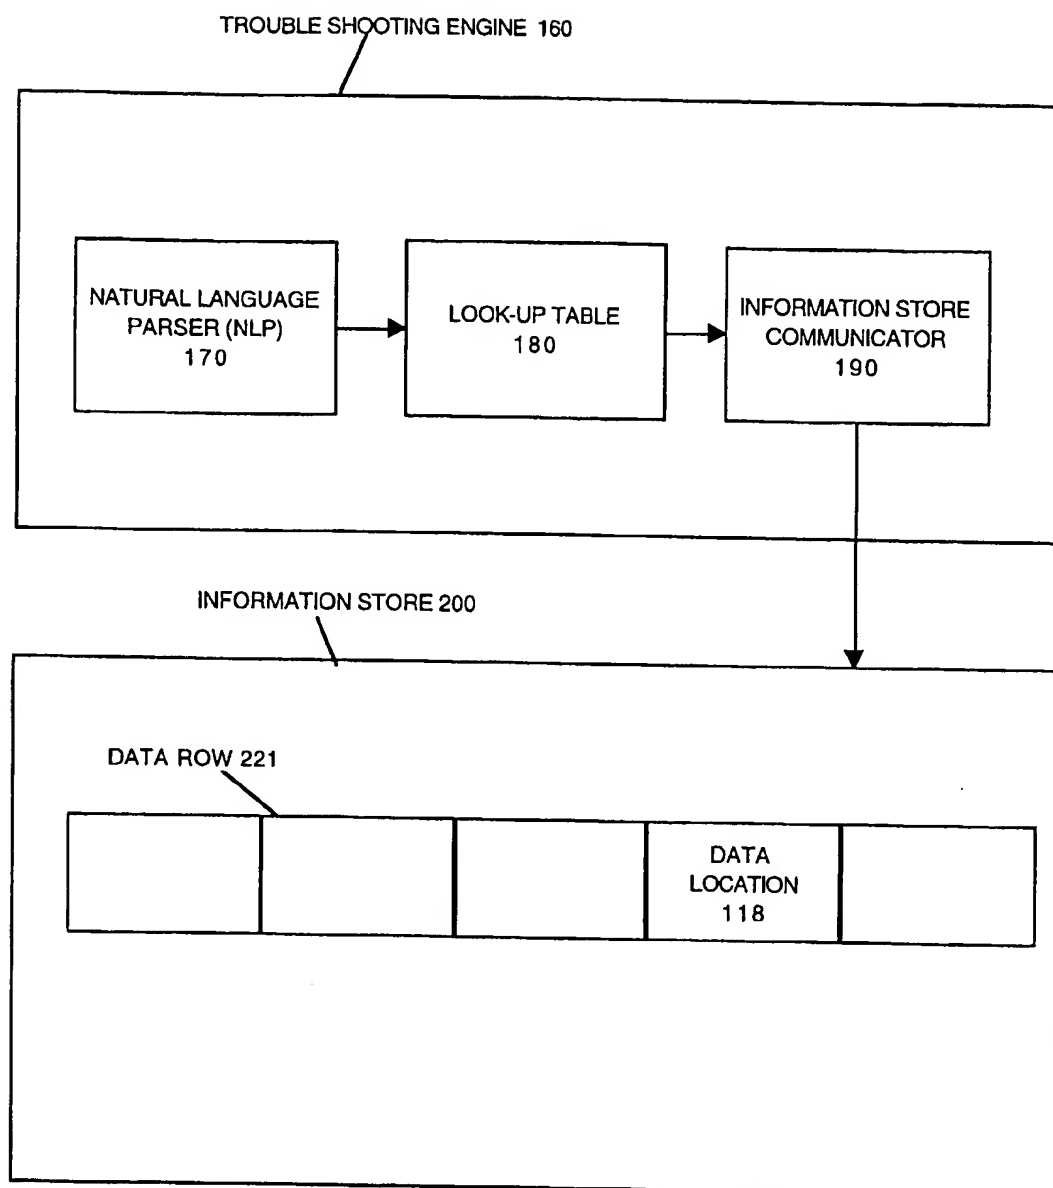 TROUBLE SHOOTING ENGINE 160
NATURAL LANGUAGE
PARSER (NLP)
170
LOOK-UP TABLE
180
INFORMATION STORE
COMMUNICATOR
190
INFORMATION STORE 200
DATA ROW 221
DATA
LOCATION
118